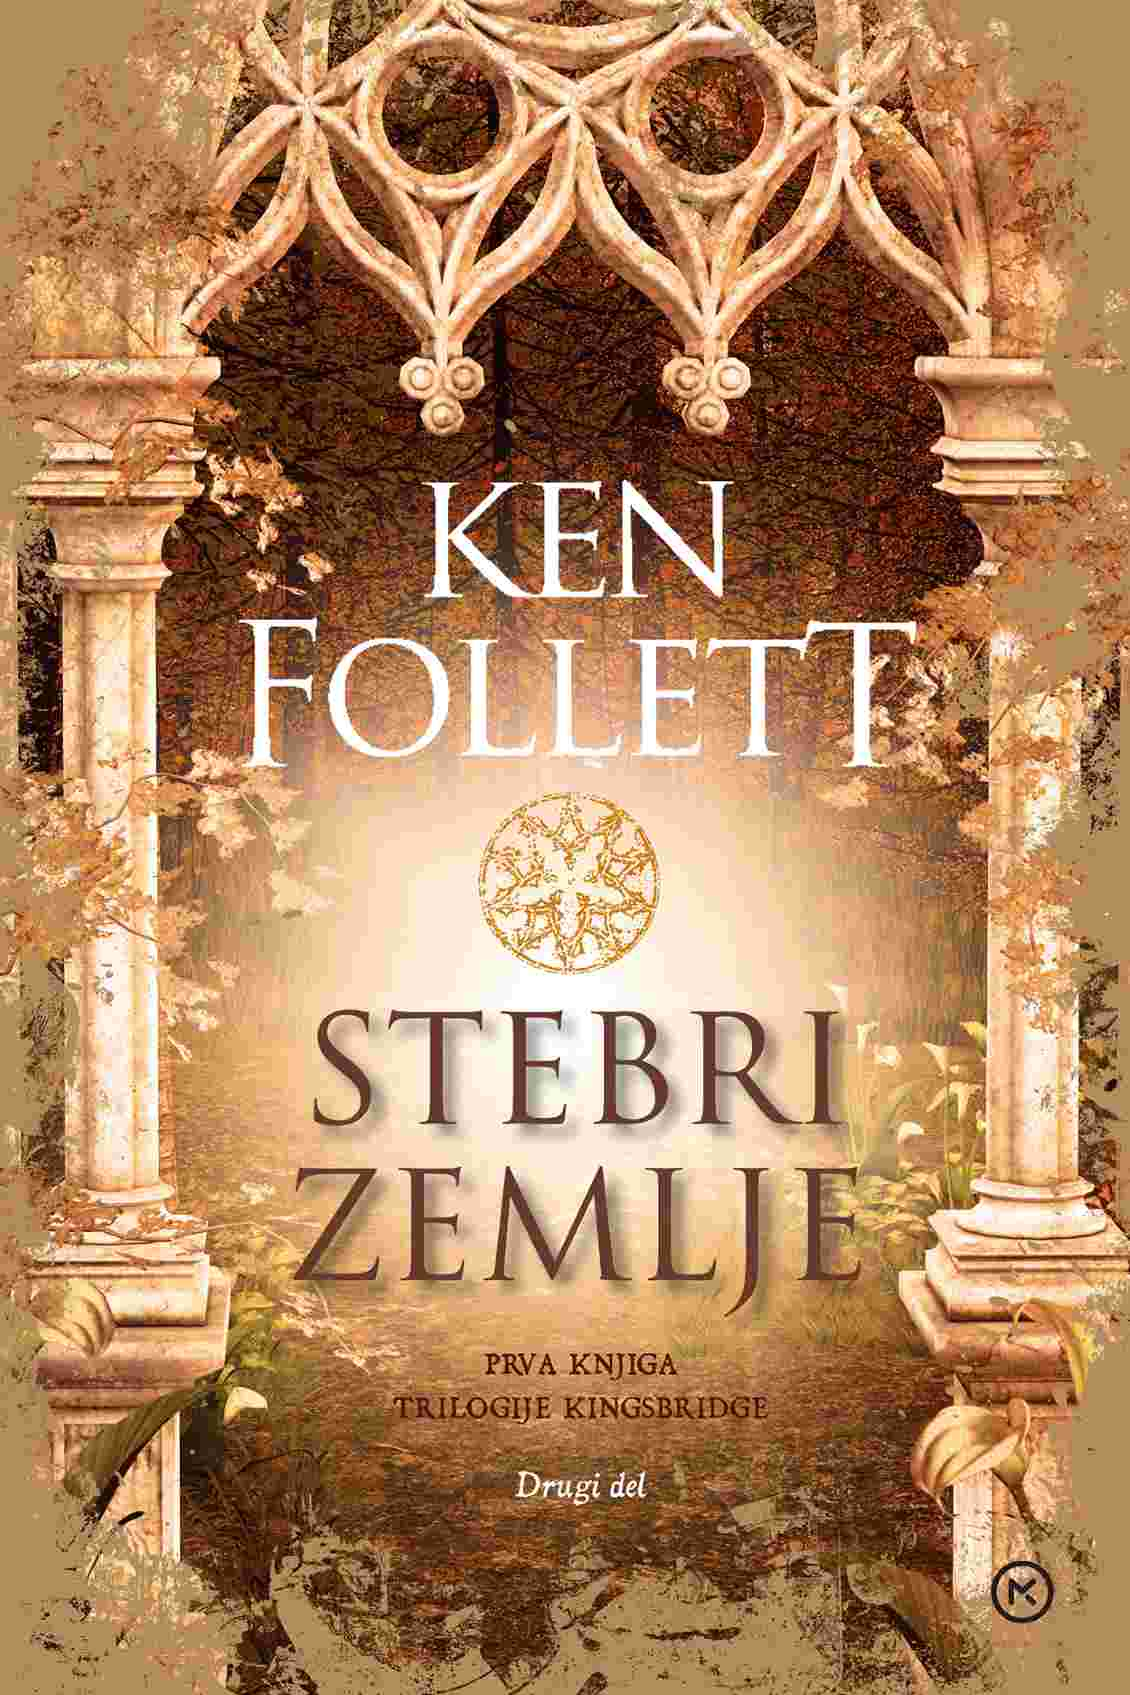 KEN
FOLLETT
STEBRI
ZEMLJE
PRVA KNJIGA
TRILOGIJE KINGSBRIDGE
Drugi del